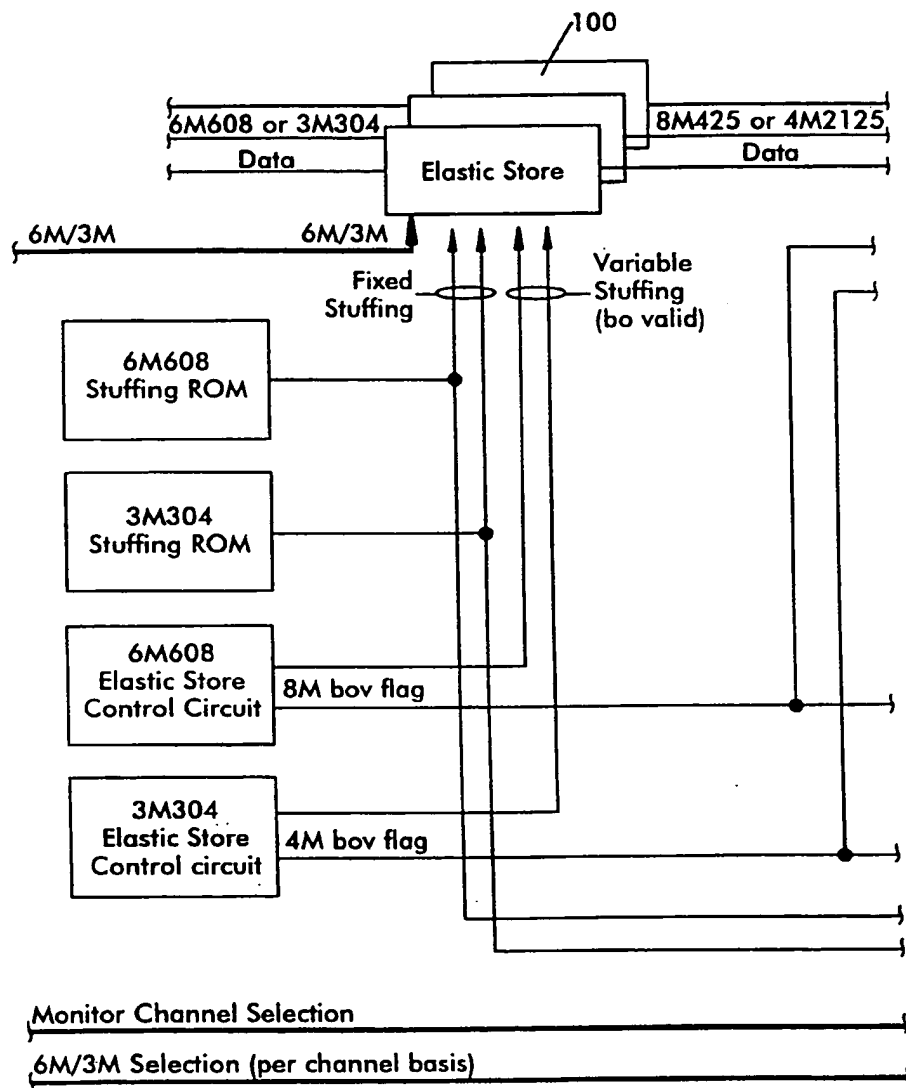 100
6M608 or 3M304
Data
Elastic Store
8M425 or 4M2125
Data
6M/3M
6M/3M
Fixed
Stuffing
Variable
Stuffing
(bo valid)
6M608
Stuffing ROM
3M304
Stuffing ROM
6M608
Elastic Store
Control Circuit
8M bov flag
3M304
Elastic Store
Control circuit
4M bov flag
Monitor Channel Selection
6M/3M Selection (per channel basis)